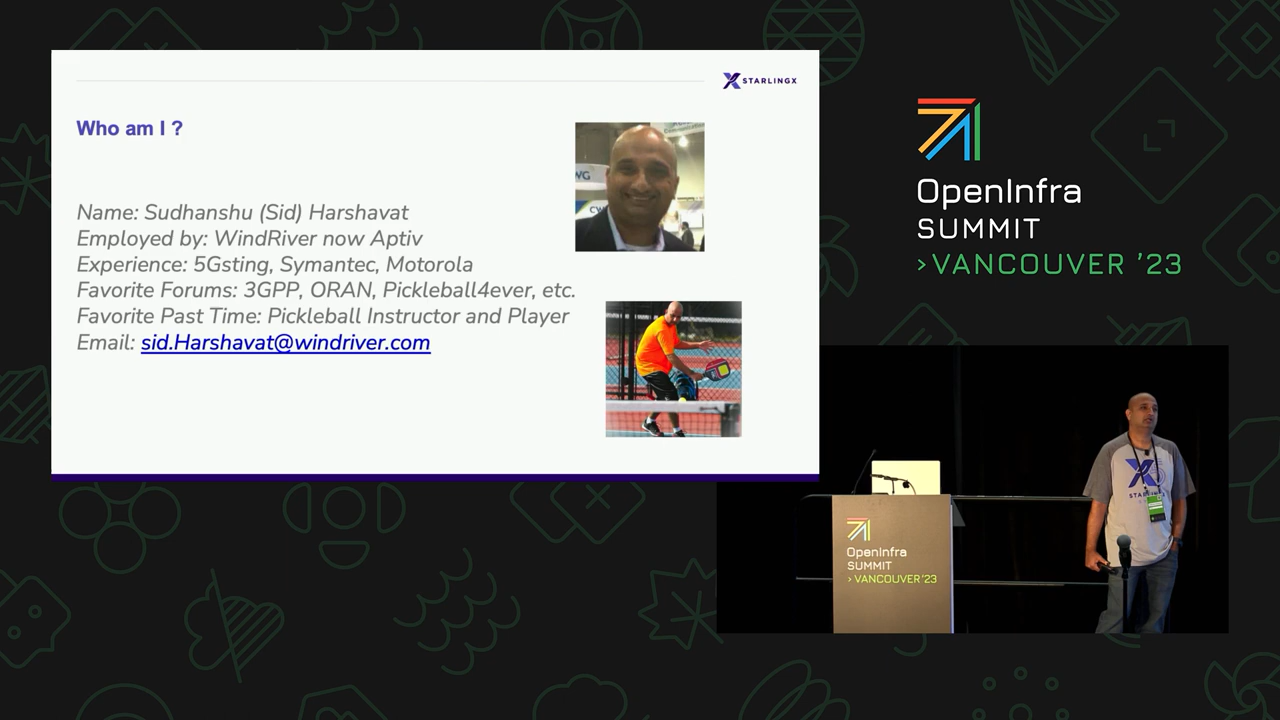 STARLINGX
Who am I ?
Name: Sudhanshu (Sid) Harshavat
Employed by: WindRiver now Aptiv
Experience: 5Gsting, Symantec, Motorola
Favorite Forums: 3GPP, ORAN, Pickleball4ever, etc.
Favorite Past Time: Pickleball Instructor and Player
Email: sid.Harshavat@windriver.com
OpenInfra
SUMMIT
>VANCOUVER '23
OpenInfra
SUMMIT
> VANCOUVER '23